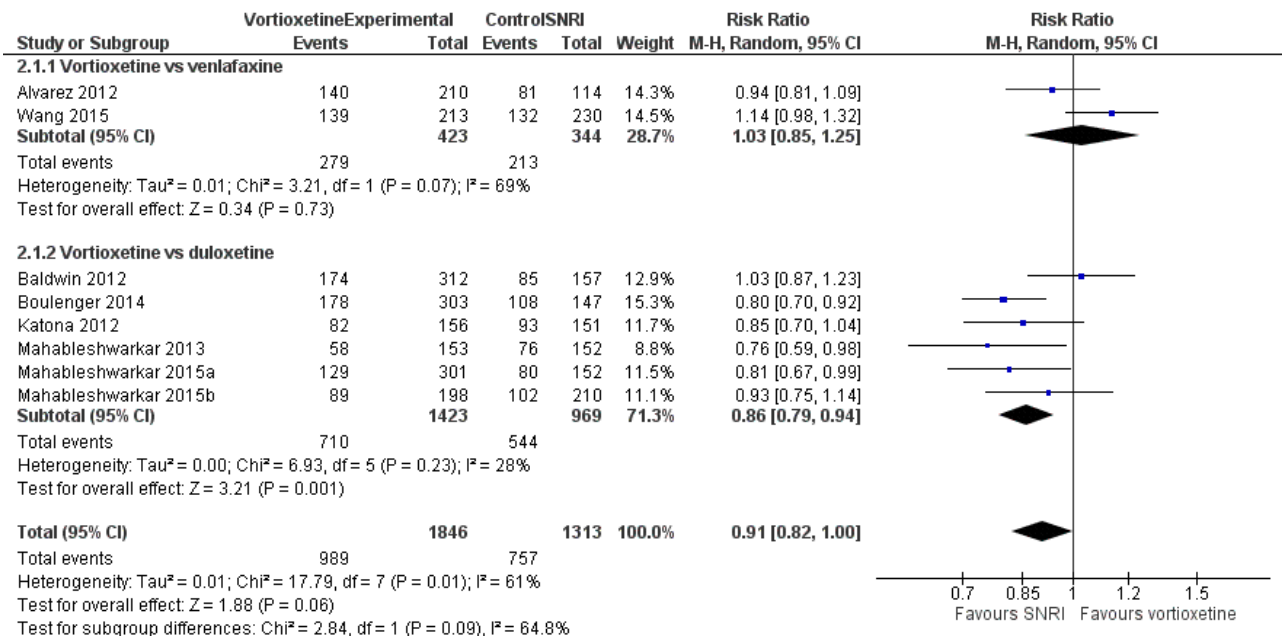 VortioxetineExperimental ControlSNRI Risk Ratio Risk Ratio
Study or Subgroup Events Total Events Total Weight M-H, Random, 95% CI M-H, Random, 95% CI
2.1.1 Vortioxetine vs venlafaxine
Alvarez 2012 140 210 81 114 14.3% 0.94 [0.81, 1.09]
Wang 2015 139 213 132 230 14.5% 1.14 [0.98, 1.32]
Subtotal (95% CI) 423 344 28.7% 1.03 [0.85, 1.25]
Total events 279 213
Heterogeneity: Tau² = 0.01; Chi² = 3.21, df = 1 (P = 0.07); I² = 69%
Test for overall effect: Z = 0.34 (P = 0.73)
2.1.2 Vortioxetine vs duloxetine
Baldwin 2012 174 312 85 157 12.9% 1.03 [0.87, 1.23]
Boulenger 2014 178 303 108 147 15.3% 0.80 [0.70, 0.92]
Katona 2012 82 156 93 151 11.7% 0.85 [0.70, 1.04]
Mahableshwarkar 2013 58 153 76 152 8.8% 0.76 [0.59, 0.98]
Mahableshwarkar 2015a 129 301 80 152 11.5% 0.81 [0.67, 0.99]
Mahableshwarkar 2015b 89 198 102 210 11.1% 0.93 [0.75, 1.14]
Subtotal (95% CI) 1423 969 71.3% 0.86 [0.79, 0.94]
Total events 710 544
Heterogeneity: Tau² = 0.00; Chi² = 6.93, df = 5 (P = 0.23); I² = 28%
Test for overall effect: Z = 3.21 (P = 0.001)
Total (95% CI) 1846 1313 100.0% 0.91 [0.82, 1.00]
Total events 989 757
Heterogeneity: Tau² = 0.01; Chi² = 17.79, df = 7 (P = 0.01); I² = 61%
Test for overall effect: Z = 1.88 (P = 0.06)
Test for subgroup differences: Chi² = 2.84, df = 1 (P = 0.09), I² = 64.8%
0.7 0.85 1 1.2 1.5
Favours SNRI Favours vortioxetine